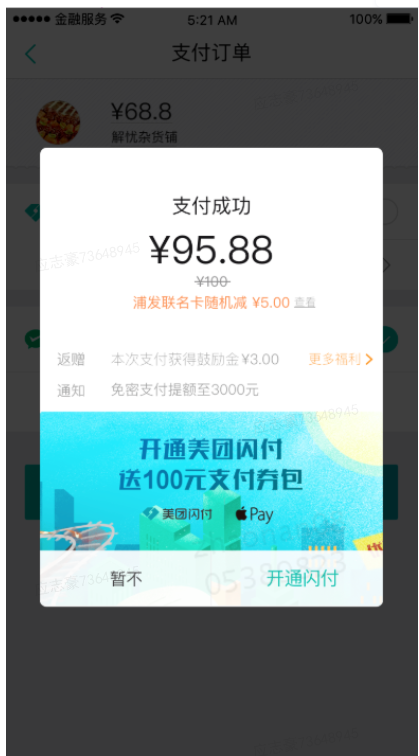 金融服务
5:21 AM
100%
支付订单
¥68.8
解忧杂货铺
支付成功
¥95.88
¥100
浦发联名卡随机减 ¥5.00 查看
返赠 本次支付获得鼓励金¥3.00 更多福利
通知 免密支付提额至3000元
开通美团闪付
送100元支付券包
美团闪付 Pay
暂不 开通闪付